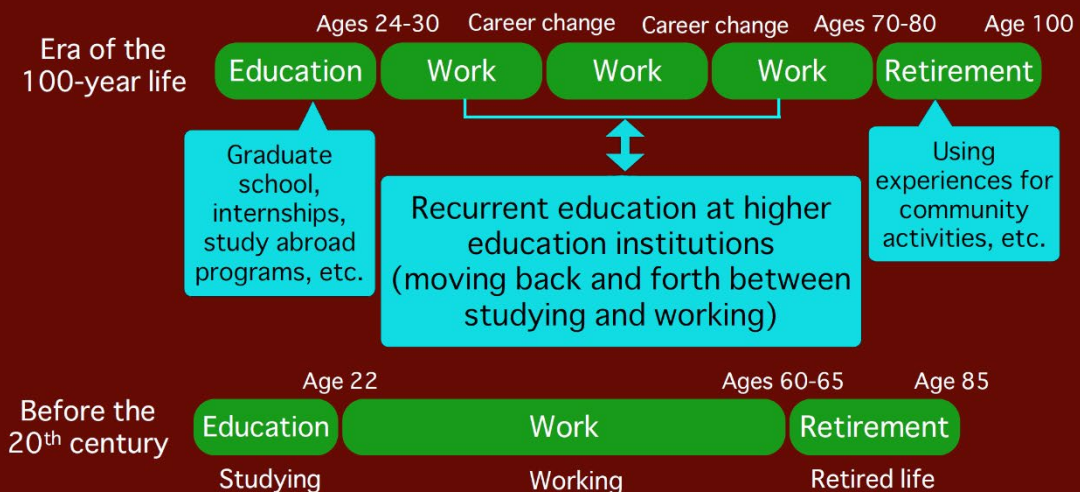 Era of the
100-year life
Ages 24-30
Career change
Career change
Ages 70-80
Age 100
Education
Work
Work
Work
Retirement
Graduate
school,
internships,
study abroad
programs, etc.
Recurrent education at higher
education institutions
(moving back and forth between
studying and working)
Using
experiences for
community
activities, etc.
Before the
20th century
Age 22
Ages 60-65
Age 85
Education
Work
Retirement
Studying
Working
Retired life